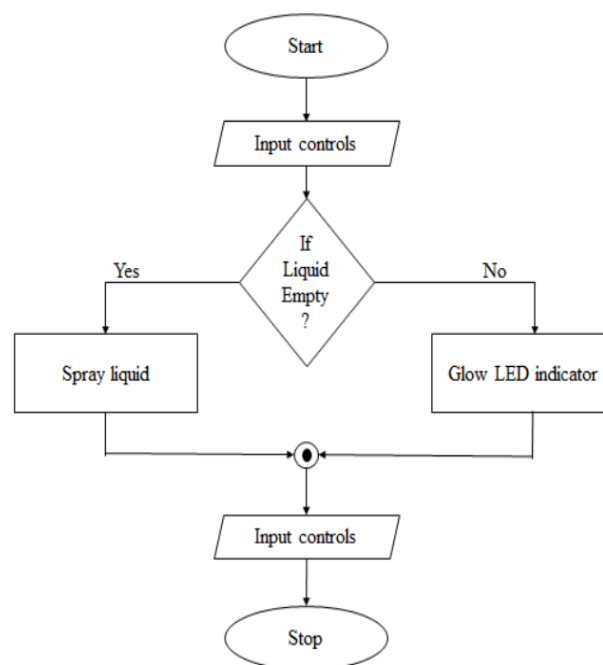 Start
Input controls
If
Liquid
Empty
?
Yes
No
Spray liquid
Glow LED indicator
Input controls
Stop